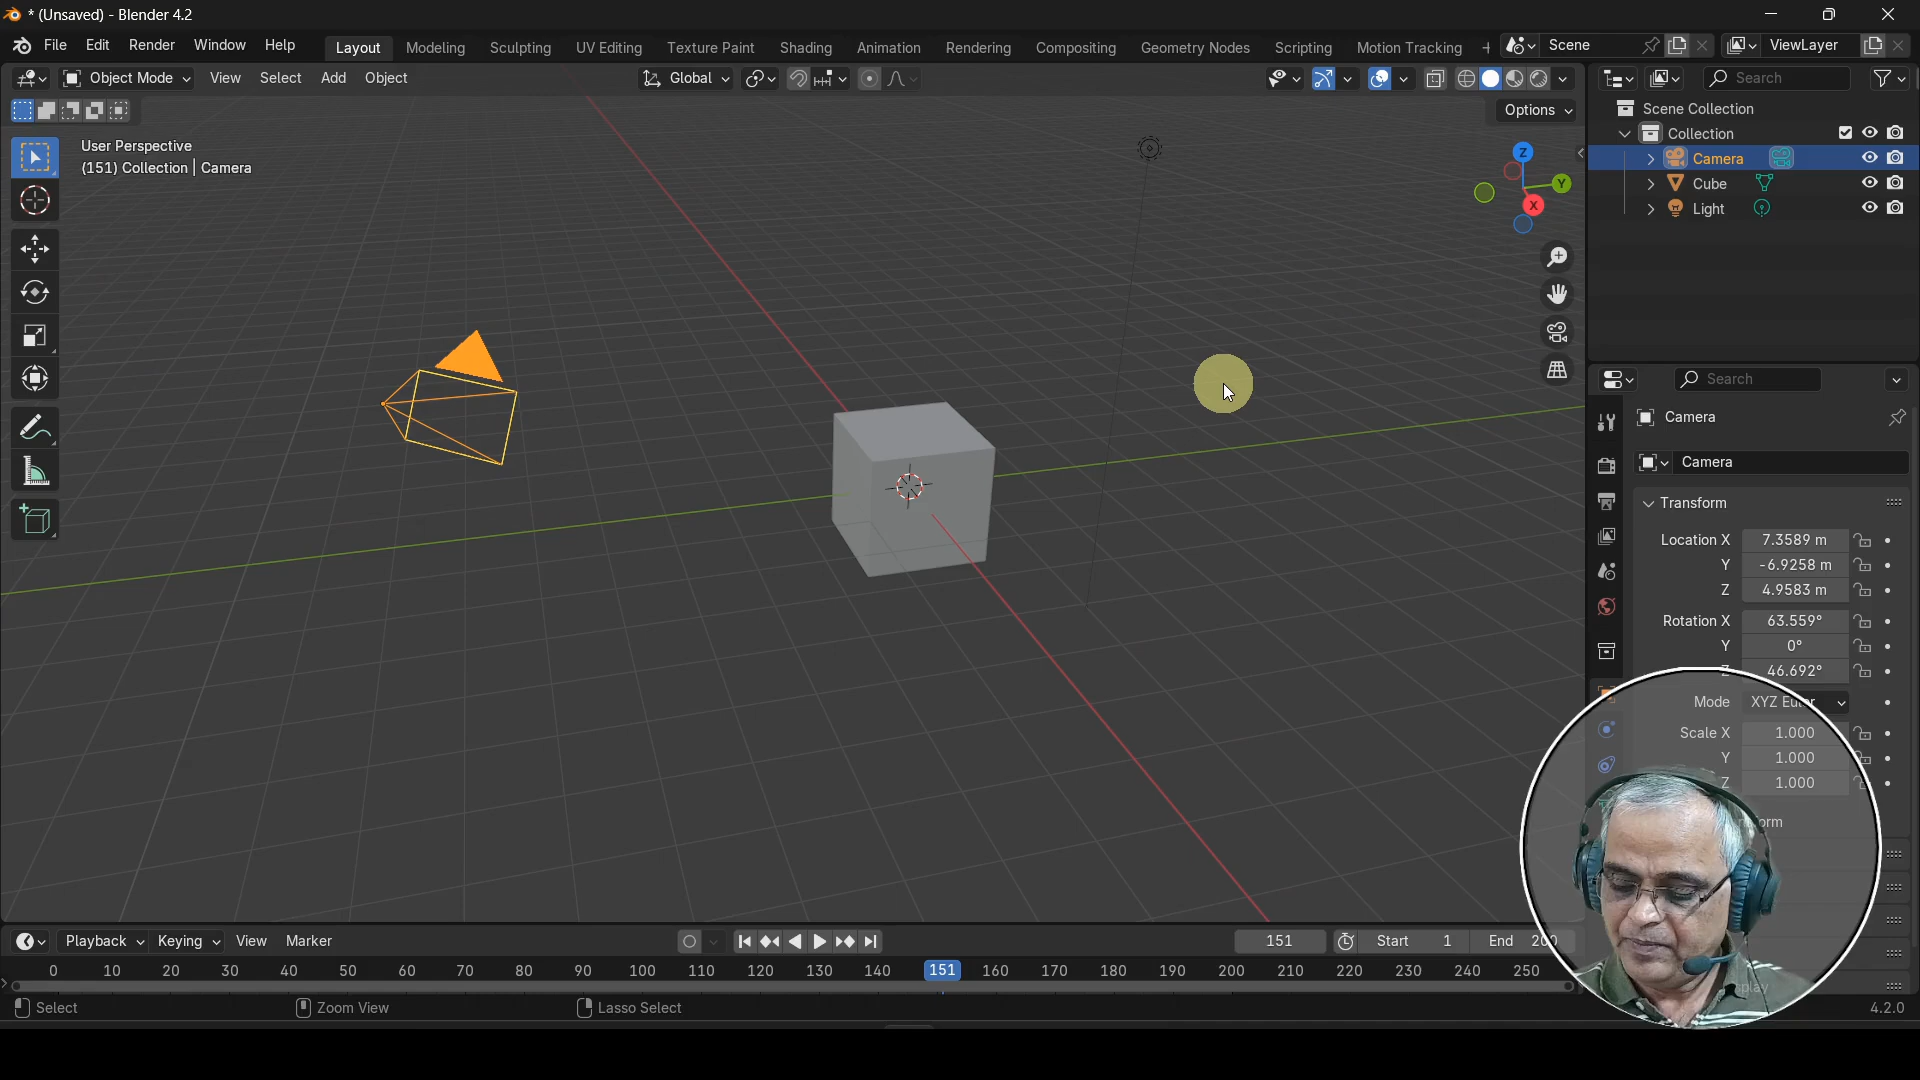 * (Unsaved) - Blender 4.2
File Edit Render Window Help
Layout Modeling Sculpting UV Editing Texture Paint Shading Animation Rendering Compositing Geometry Nodes Scripting Motion Tracking
Scene
ViewLayer
Object Mode View Select Add Object
Global
Search
Options
User Perspective
(151) Collection | Camera
Z
Y
X
Scene Collection
Collection
Camera
Cube
Light
Search
Camera
Camera
Transform
Location X 7.3589 m
Y -6.9258 m
Z 4.9583 m
Rotation X 63.559°
Y 0°
Z 46.692°
Mode XYZ Euler
Scale X 1.000
Y 1.000
Z 1.000
Playback Keying View Marker
151
Start 1
End 200
0 10 20 30 40 50 60 70 80 90 100 110 120 130 140 151 160 170 180 190 200 210 220 230 240 250
Select
Zoom View
Lasso Select
4.2.0